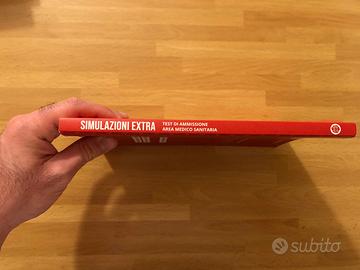 SIMULAZIONI EXTRA
TEST DI AMMISSIONE
AREA MEDICO SANITARIA
subito